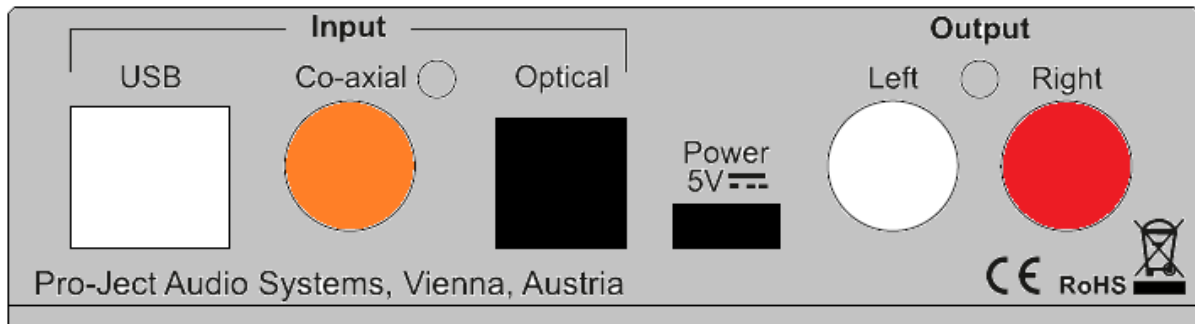 Input
Output
USB
Co-axial
Optical
Left
Right
Power
5V
Pro-Ject Audio Systems, Vienna, Austria
CE RoHS